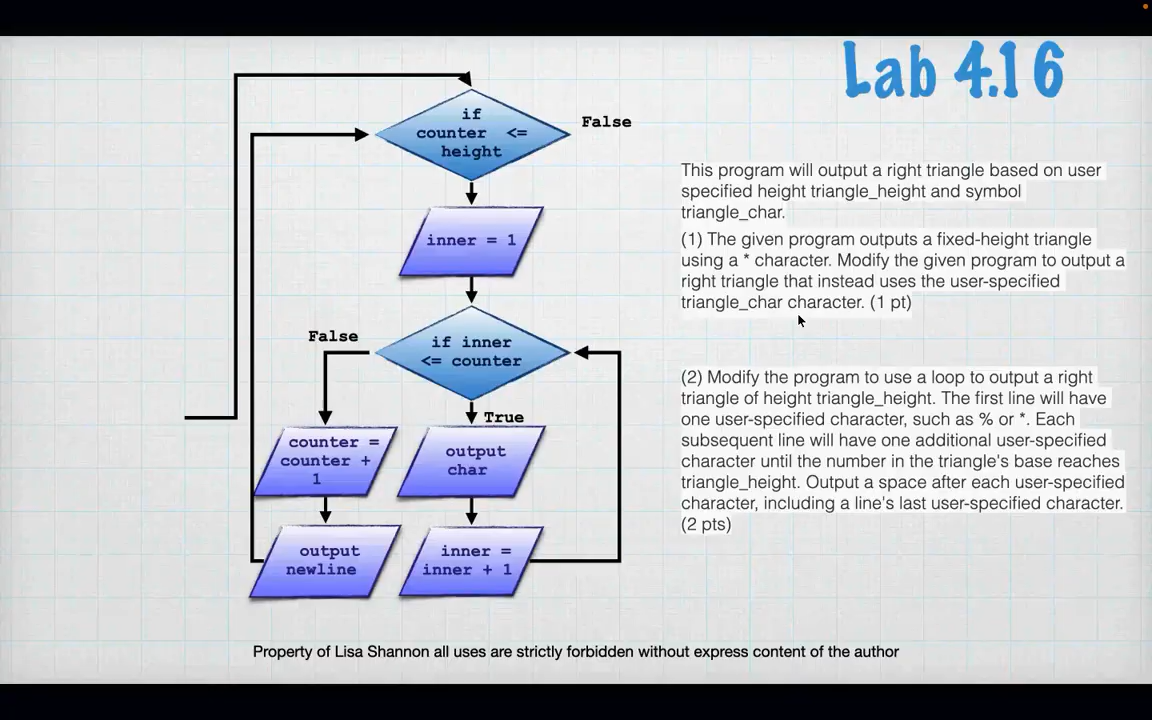 Lab 4.16
if
counter <=
height
False
inner = 1
if inner
<= counter
False
True
counter =
counter +
1
output
char
output
newline
inner =
inner + 1
This program will output a right triangle based on user
specified height triangle_height and symbol
triangle_char.
(1) The given program outputs a fixed-height triangle
using a * character. Modify the given program to output a
right triangle that instead uses the user-specified
triangle_char character. (1 pt)
(2) Modify the program to use a loop to output a right
triangle of height triangle_height. The first line will have
one user-specified character, such as % or *. Each
subsequent line will have one additional user-specified
character until the number in the triangle's base reaches
triangle_height. Output a space after each user-specified
character, including a line's last user-specified character.
(2 pts)
Property of Lisa Shannon all uses are strictly forbidden without express content of the author